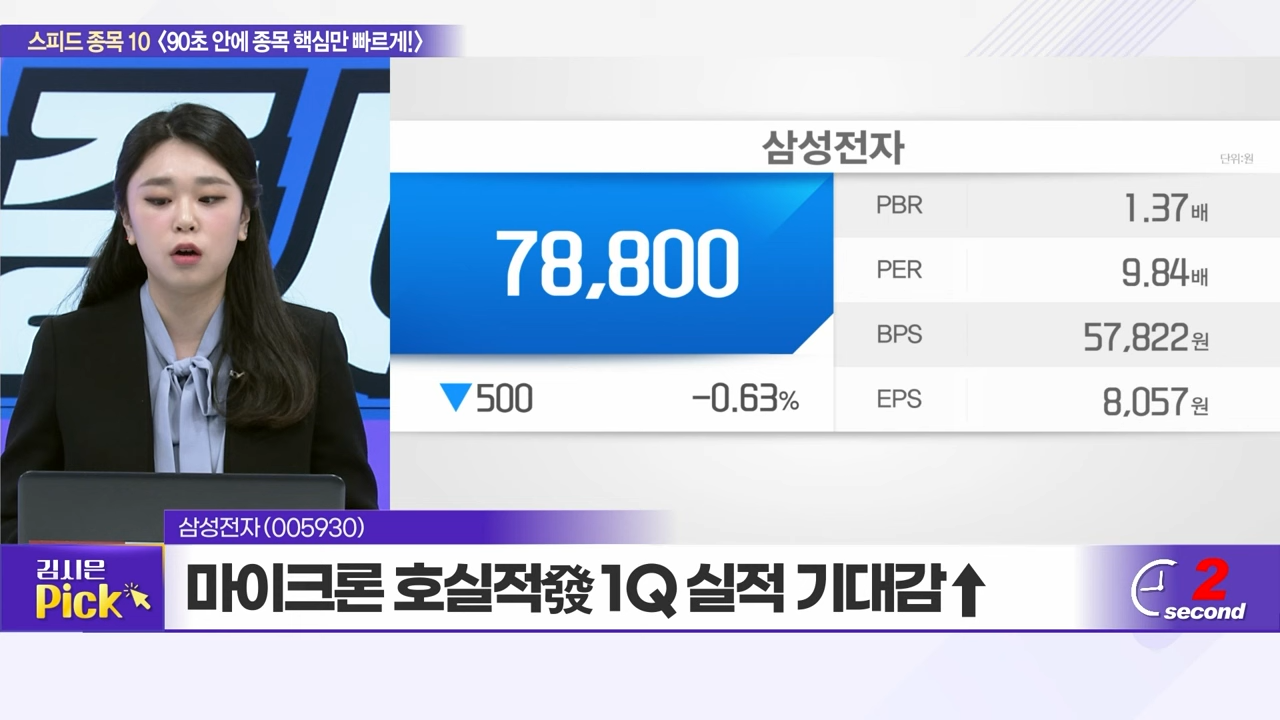 스피드 종목 10 〈90초 안에 종목 핵심만 빠르게!〉
삼성전자
단위:원
78,800
▼500 -0.63%
PBR 1.37배
PER 9.84배
BPS 57,822원
EPS 8,057원
삼성전자(005930)
김시은
Pick
마이크론 호실적發 1Q 실적 기대감↑
2
second